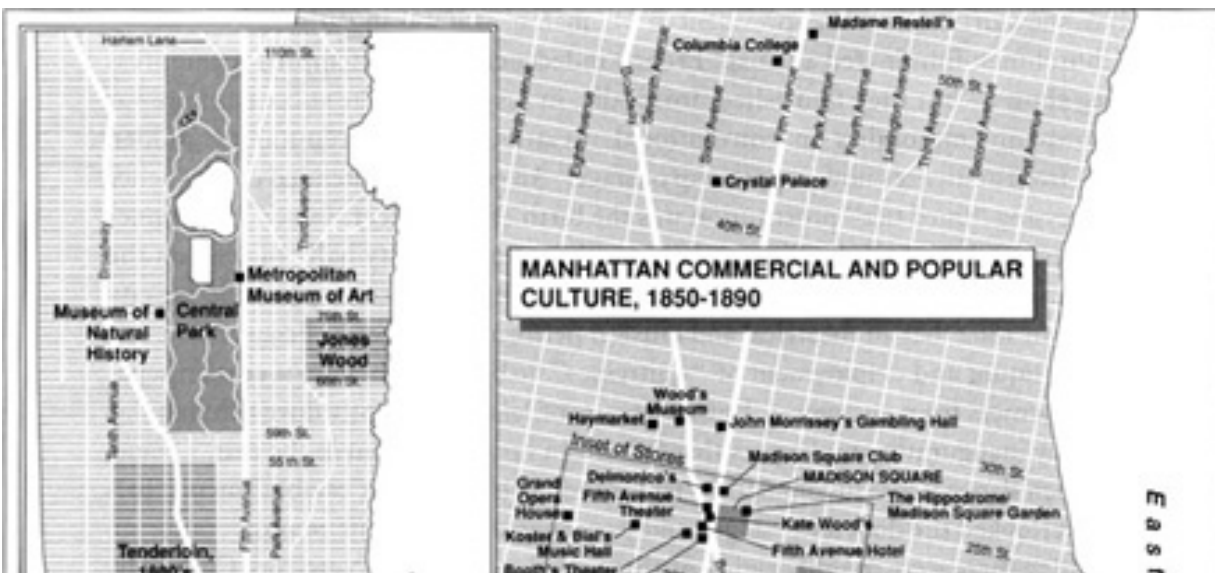 Harlem Lane
110th St.
Broadway
Third Avenue
Metropolitan
Museum of Art
Museum of
Natural
History
Central
Park
Jones
Wood
Tenth Avenue
59th St.
55th St.
Fifth Avenue
Park Avenue
Tenderloin,
Madame Restell's
Columbia College
50th St.
Ninth Avenue
Eighth Avenue
Seventh Avenue
Sixth Avenue
Fifth Avenue
Park Avenue
Fourth Avenue
Lexington Avenue
Third Avenue
Second Avenue
First Avenue
Crystal Palace
40th St.
MANHATTAN COMMERCIAL AND POPULAR
CULTURE, 1850-1890
Wood's
Museum
Haymarket
John Morrissey's Gambling Hall
Inset of Stores
Madison Square Club
30th St.
Delmonico's
MADISON SQUARE
Grand
Opera
House
Fifth Avenue
Theater
The Hippodrome/
Madison Square Garden
Kate Wood's
Koster & Bial's
Music Hall
Fifth Avenue Hotel
25th St.
Booth's Theater
E a s